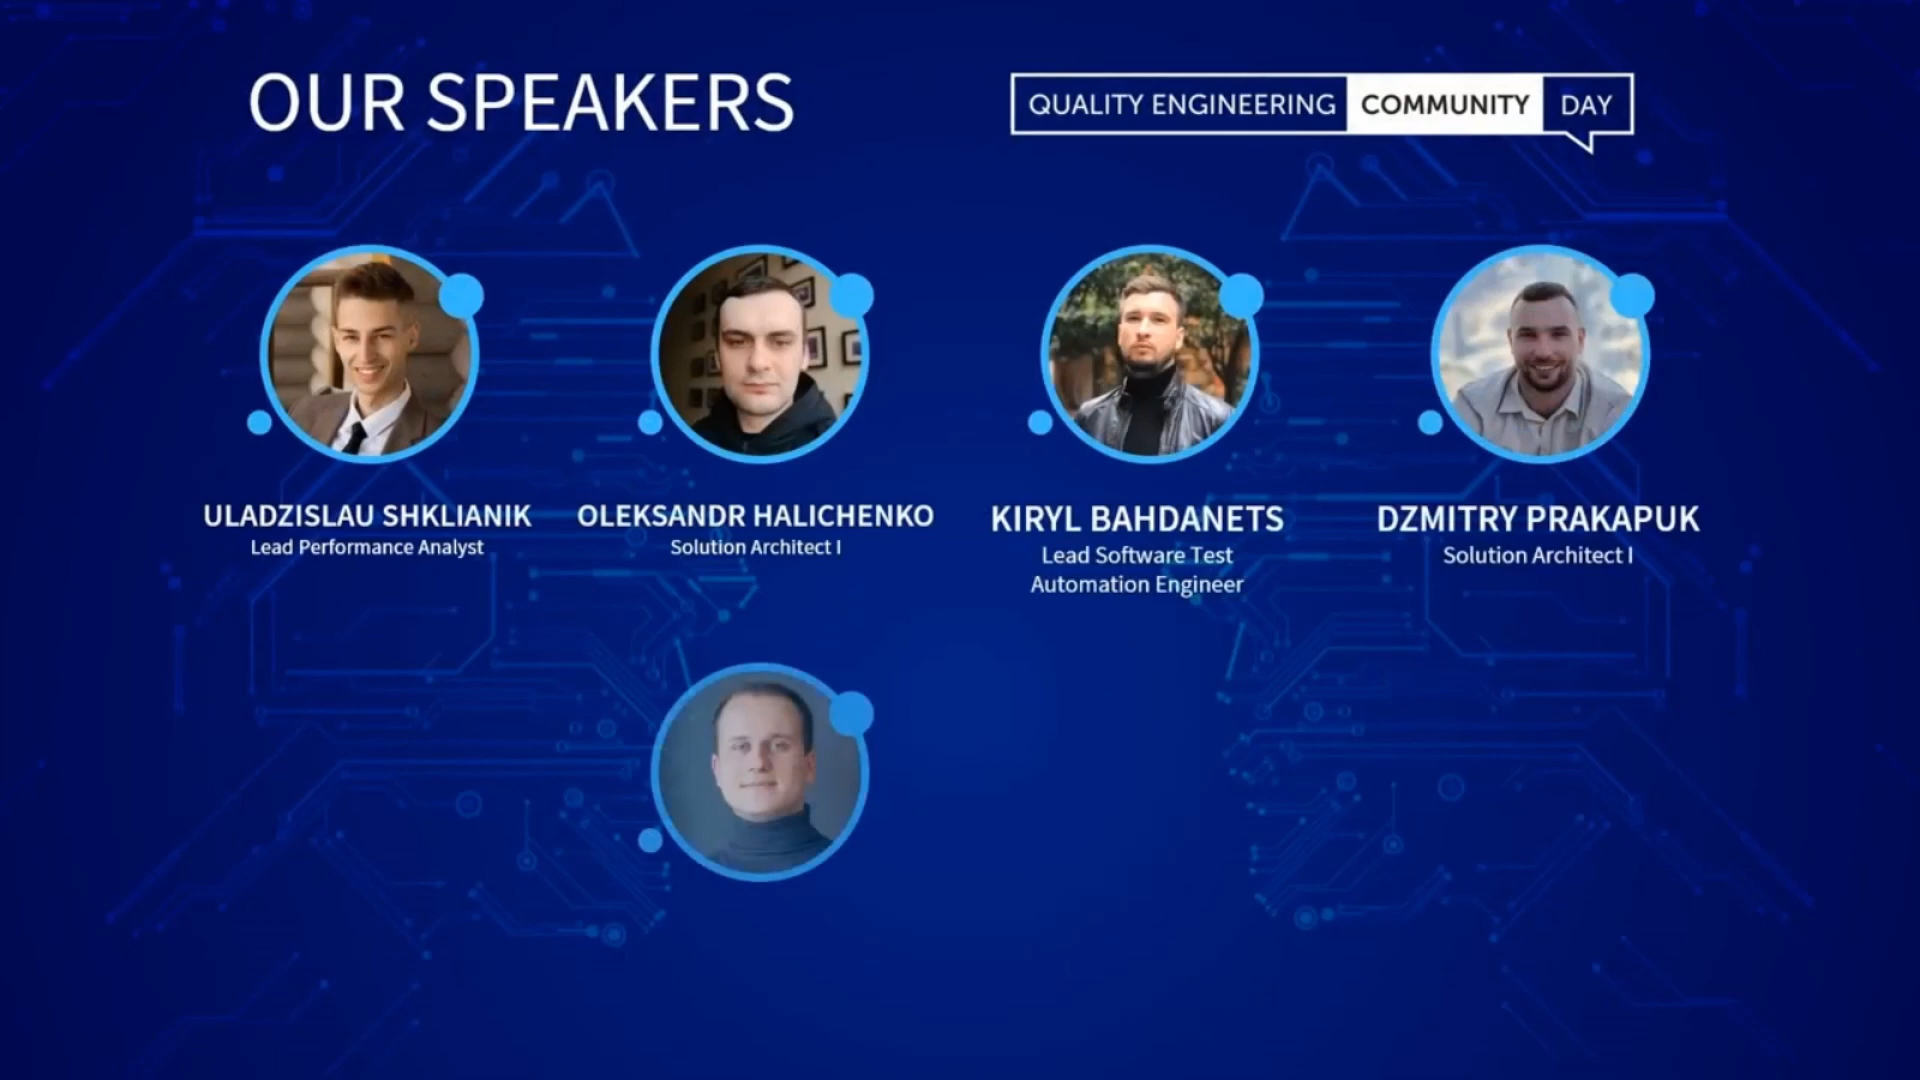 OUR SPEAKERS
QUALITY ENGINEERING COMMUNITY DAY
ULADZISLAU SHKLIANIK
Lead Performance Analyst
OLEKSANDR HALICHENKO
Solution Architect I
KIRYL BAHDANETS
Lead Software Test
Automation Engineer
DZMITRY PRAKAPUK
Solution Architect I